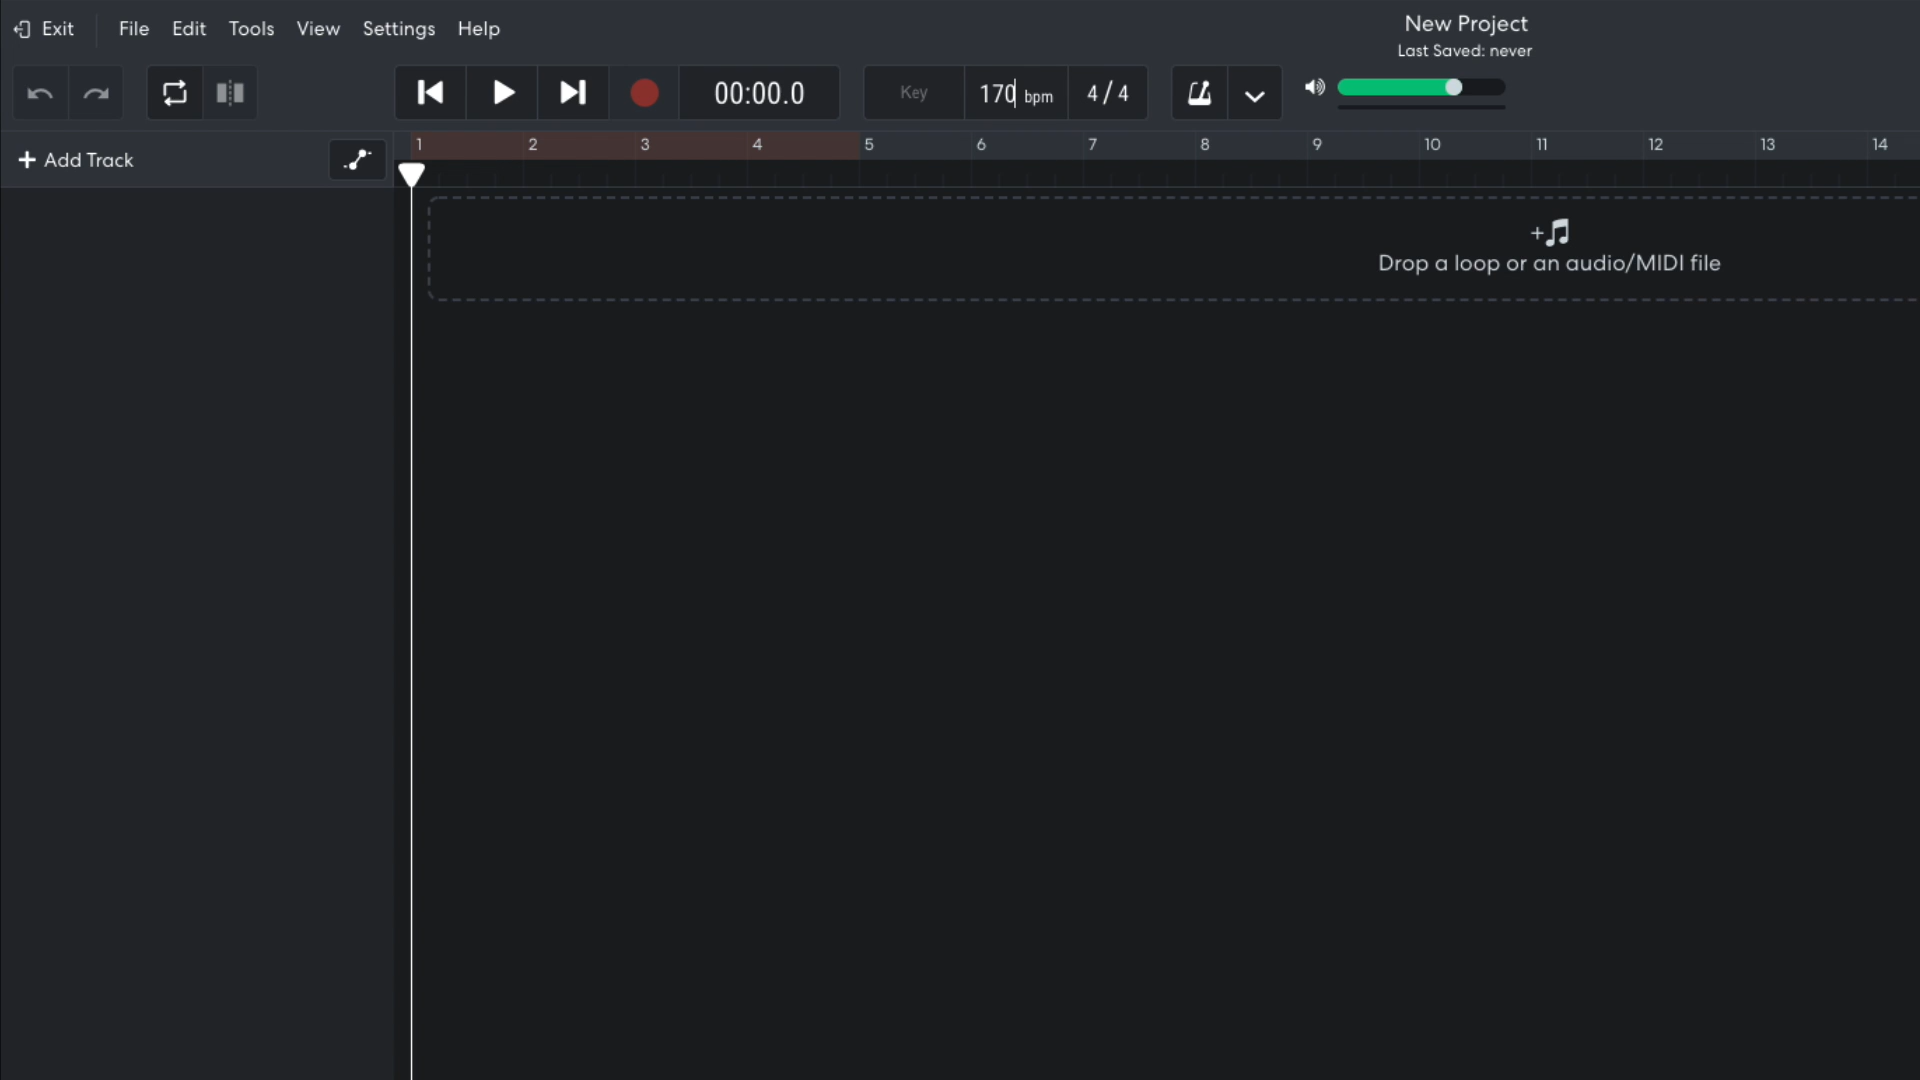 Exit File Edit Tools View Settings Help
New Project
Last Saved: never
00:00.0 Key 170 bpm 4 / 4
+ Add Track
1 2 3 4 5 6 7 8 9 10 11 12 13 14
Drop a loop or an audio/MIDI file